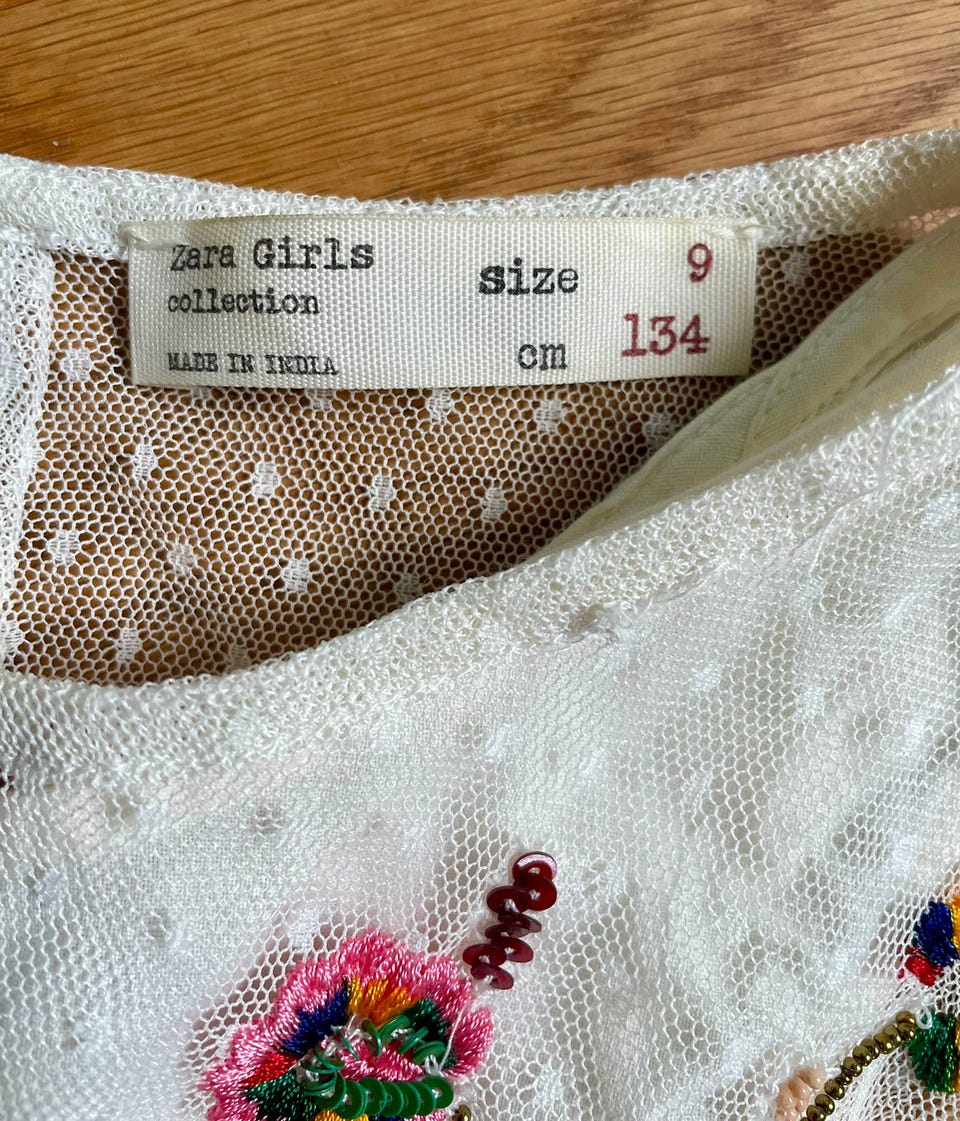 Zara Girls
collection
MADE IN INDIA
size 9
cm 134